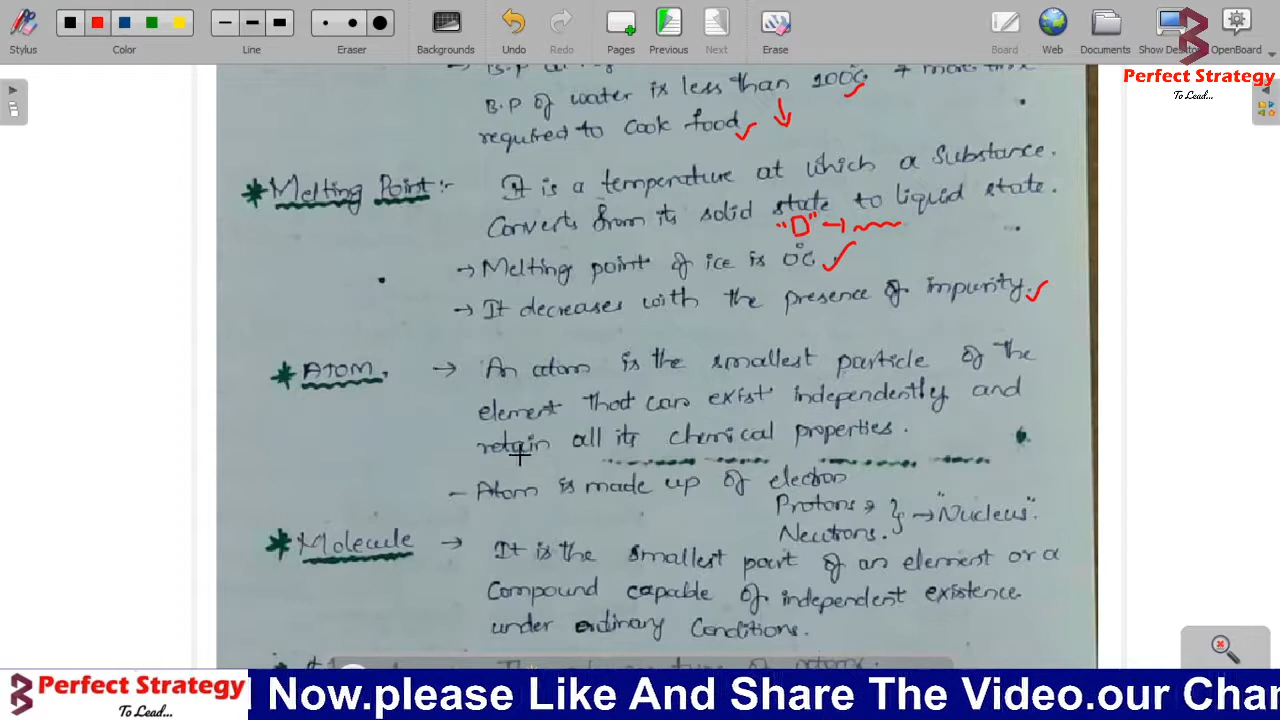 Stylus
Color
Line
Eraser
Backgrounds
Undo
Redo
Pages
Previous
Next
Erase
Board
Web
Documents
Show Desktop
OpenBoard
Perfect Strategy
To Lead...
B.P of water is less than 100°C + more time
required to cook food
* Melting Point :- It is a temperature at which a substance.
Converts from its solid state to liquid state.
"D" →
→ Melting point of ice is 0°C.
→ It decreases with the presence of impurity.
* ATOM, → An atom is the smallest particle of the
element that can exist independently and
retain all its chemical properties.
– Atom is made up of electron
Protons
Neutrons. } → "Nucleus".
* Molecule → It is the smallest part of an element or a
Compound capable of independent existence
under ordinary Conditions.
Perfect Strategy
To Lead...
Now.please Like And Share The Video.our Char